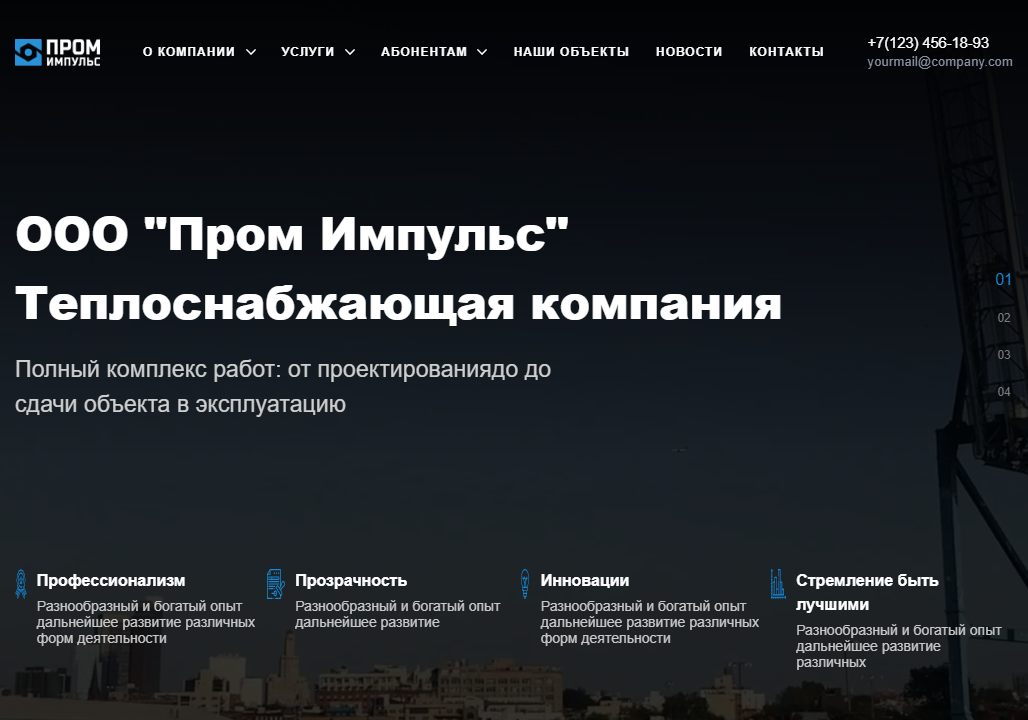 ПРОМ
ИМПУЛЬС
О КОМПАНИИ УСЛУГИ АБОНЕНТАМ НАШИ ОБЪЕКТЫ НОВОСТИ КОНТАКТЫ
+7(123) 456-18-93
yourmail@company.com
ООО "Пром Импульс"
Теплоснабжающая компания
Полный комплекс работ: от проектированиядо до
сдачи объекта в эксплуатацию
01
02
03
04
Профессионализм
Разнообразный и богатый опыт
дальнейшее развитие различных
форм деятельности
Прозрачность
Разнообразный и богатый опыт
дальнейшее развитие
Инновации
Разнообразный и богатый опыт
дальнейшее развитие различных
форм деятельности
Стремление быть
лучшими
Разнообразный и богатый опыт
дальнейшее развитие
различных